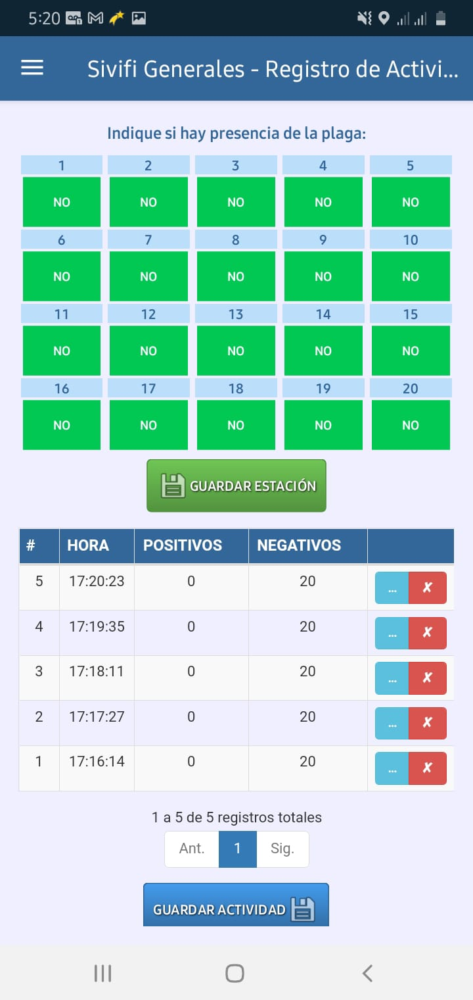 5:20
Sivifi Generales - Registro de Activi...
Indique si hay presencia de la plaga:
1 2 3 4 5
NO NO NO NO NO
6 7 8 9 10
NO NO NO NO NO
11 12 13 14 15
NO NO NO NO NO
16 17 18 19 20
NO NO NO NO NO
GUARDAR ESTACIÓN
# HORA POSITIVOS NEGATIVOS
5 17:20:23 0 20 ... ✗
4 17:19:35 0 20 ... ✗
3 17:18:11 0 20 ... ✗
2 17:17:27 0 20 ... ✗
1 17:16:14 0 20 ... ✗
1 a 5 de 5 registros totales
Ant. 1 Sig.
GUARDAR ACTIVIDAD